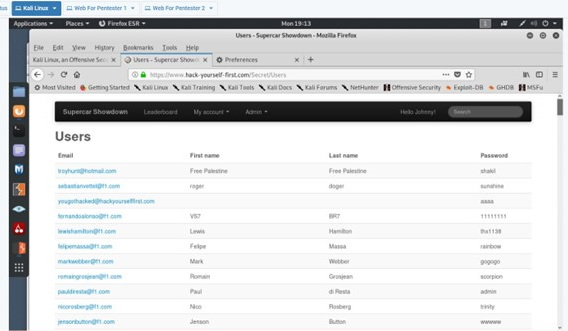 tus Kali Linux Web For Pentester 1 Web For Pentester 2
Applications Places Firefox ESR Mon 19:13 1
Users - Supercar Showdown - Mozilla Firefox
File Edit View History Bookmarks Tools Help
Kali Linux, an Offensive Sec Users - Supercar Showdo Preferences
https://www.hack-yourself-first.com/Secret/Users
Most Visited Getting Started Kali Linux Kali Training Kali Tools Kali Docs Kali Forums NetHunter Offensive Security Exploit-DB GHDB MSFu
Supercar Showdown Leaderboard My account Admin Hello Johnny! Search
Users
Email First name Last name Password
troyhunt@hotmail.com Free Palestine Free Palestine shakil
sebastianvettel@f1.com roger doger sunshine
yougothacked@hackyourselffirst.com aaaa
fernandoalonso@f1.com VS7 BR7 11111111
lewishamilton@f1.com Lewis Hamilton thx1138
felipemassa@f1.com Felipe Massa rainbow
markwebber@f1.com Mark Webber gogogo
romaingrosjean@f1.com Romain Grosjean scorpion
pauldiresta@f1.com Paul di Resta admin
nicorosberg@f1.com Nico Rosberg trinity
jensonbutton@f1.com Jenson Button wwwww